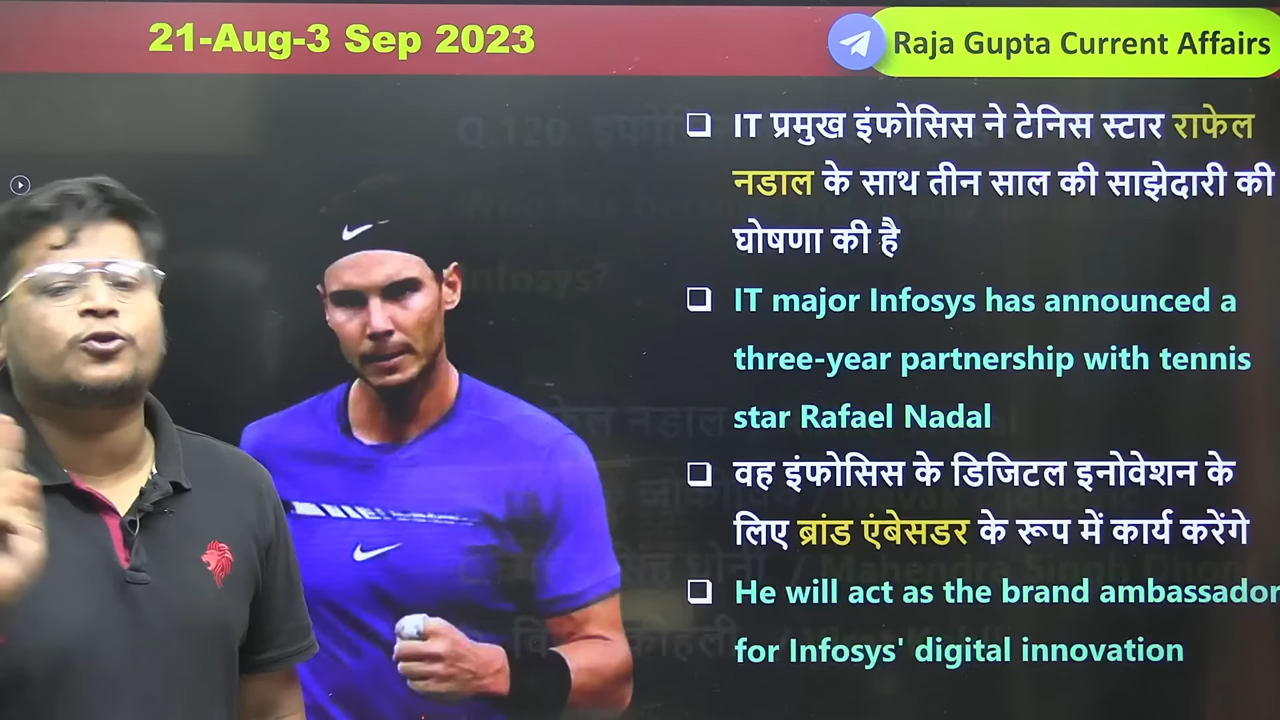 21-Aug-3 Sep 2023
Raja Gupta Current Affairs
IT प्रमुख इंफोसिस ने टेनिस स्टार राफेल
नडाल के साथ तीन साल की साझेदारी की
घोषणा की है
IT major Infosys has announced a
three-year partnership with tennis
star Rafael Nadal
वह इंफोसिस के डिजिटल इनोवेशन के
लिए ब्रांड एंबेसडर के रूप में कार्य करेंगे
He will act as the brand ambassador
for Infosys' digital innovation